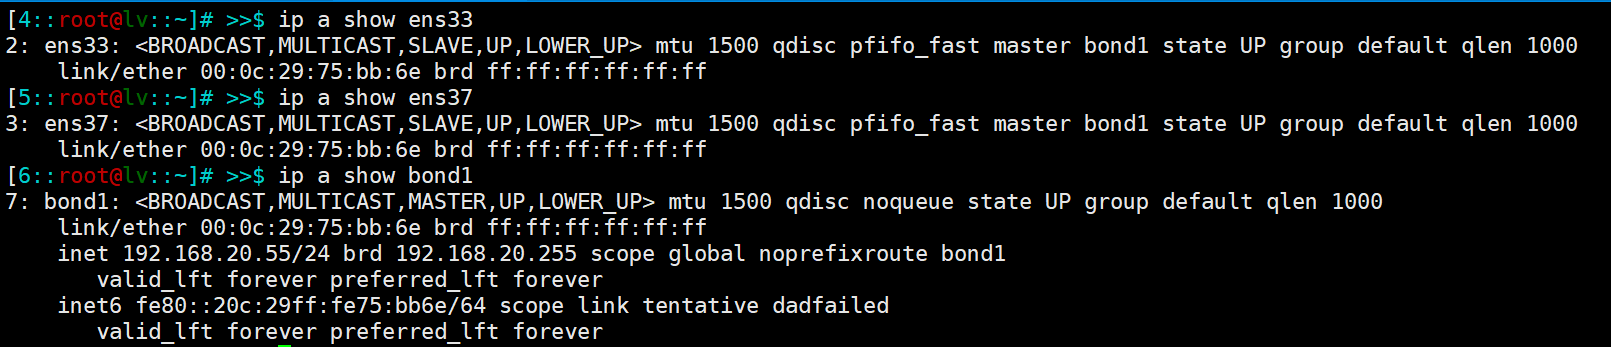 [4::root@lv::~]# >>$ ip a show ens33
2: ens33: <BROADCAST,MULTICAST,SLAVE,UP,LOWER_UP> mtu 1500 qdisc pfifo_fast master bond1 state UP group default qlen 1000
    link/ether 00:0c:29:75:bb:6e brd ff:ff:ff:ff:ff:ff
[5::root@lv::~]# >>$ ip a show ens37
3: ens37: <BROADCAST,MULTICAST,SLAVE,UP,LOWER_UP> mtu 1500 qdisc pfifo_fast master bond1 state UP group default qlen 1000
    link/ether 00:0c:29:75:bb:6e brd ff:ff:ff:ff:ff:ff
[6::root@lv::~]# >>$ ip a show bond1
7: bond1: <BROADCAST,MULTICAST,MASTER,UP,LOWER_UP> mtu 1500 qdisc noqueue state UP group default qlen 1000
    link/ether 00:0c:29:75:bb:6e brd ff:ff:ff:ff:ff:ff
    inet 192.168.20.55/24 brd 192.168.20.255 scope global noprefixroute bond1
       valid_lft forever preferred_lft forever
    inet6 fe80::20c:29ff:fe75:bb6e/64 scope link tentative dadfailed
       valid_lft forever preferred_lft forever